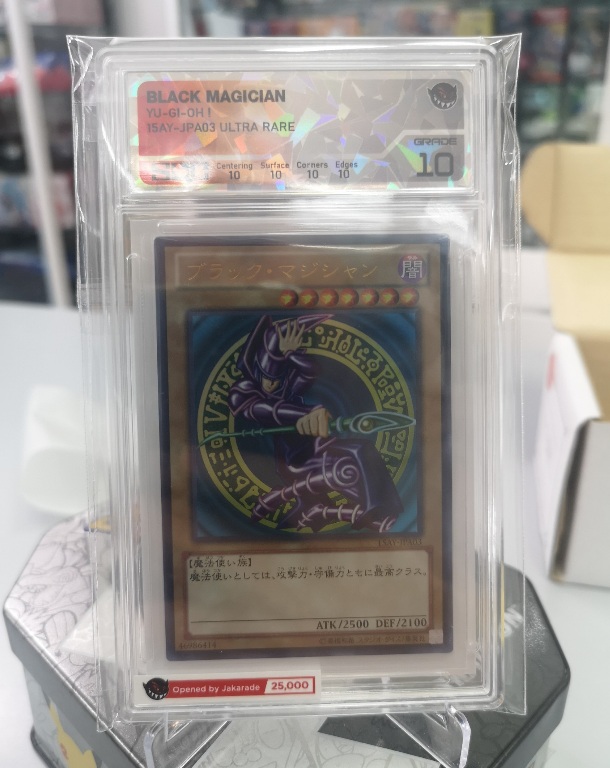 BLACK MAGICIAN
YU-GI-OH !
15AY-JPA03 ULTRA RARE
Centering Surface Corners Edges
10 10 10 10
GRADE
10
ブラック・マジシャン
闇
15AY-JPA03
【魔法使い族】
魔法使いとしては、攻撃力・守備力ともに最高クラス。
ATK/2500 DEF/2100
Opened by Jakarade 25,000